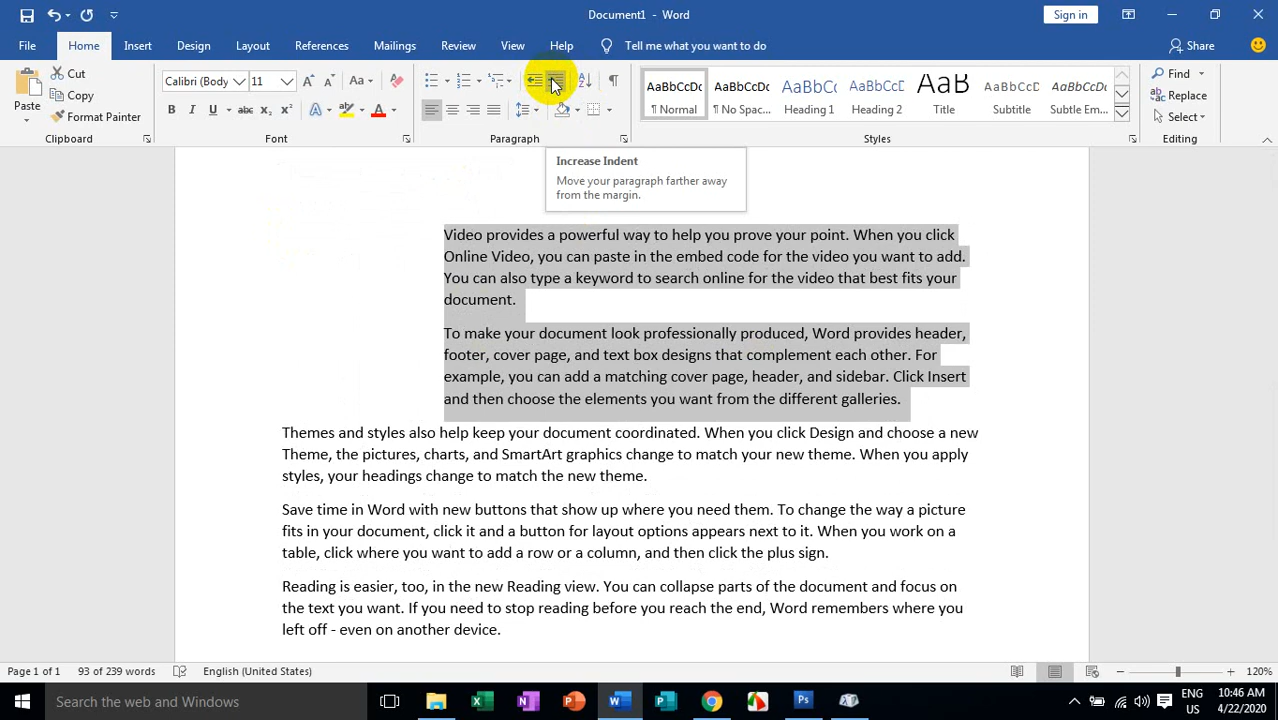 Document1 - Word
Sign in
File Home Insert Design Layout References Mailings Review View Help Tell me what you want to do Share
Paste
Cut
Copy
Format Painter
Clipboard
Calibri (Body 11
Aa
B I U abc X₂ X²
A ab A
Font
Paragraph
AaBbCcDc
¶ Normal
AaBbCcDc
¶ No Spac...
AaBbCc
Heading 1
AaBbCcD
Heading 2
AaB
Title
AaBbCcD
Subtitle
AaBbCcDc
Subtle Em...
Styles
Find
Replace
Select
Editing
Increase Indent
Move your paragraph farther away
from the margin.
Video provides a powerful way to help you prove your point. When you click
Online Video, you can paste in the embed code for the video you want to add.
You can also type a keyword to search online for the video that best fits your
document.
To make your document look professionally produced, Word provides header,
footer, cover page, and text box designs that complement each other. For
example, you can add a matching cover page, header, and sidebar. Click Insert
and then choose the elements you want from the different galleries.
Themes and styles also help keep your document coordinated. When you click Design and choose a new
Theme, the pictures, charts, and SmartArt graphics change to match your new theme. When you apply
styles, your headings change to match the new theme.
Save time in Word with new buttons that show up where you need them. To change the way a picture
fits in your document, click it and a button for layout options appears next to it. When you work on a
table, click where you want to add a row or a column, and then click the plus sign.
Reading is easier, too, in the new Reading view. You can collapse parts of the document and focus on
the text you want. If you need to stop reading before you reach the end, Word remembers where you
left off - even on another device.
Page 1 of 1 93 of 239 words English (United States) 120%
Search the web and Windows
ENG
US
10:46 AM
4/22/2020